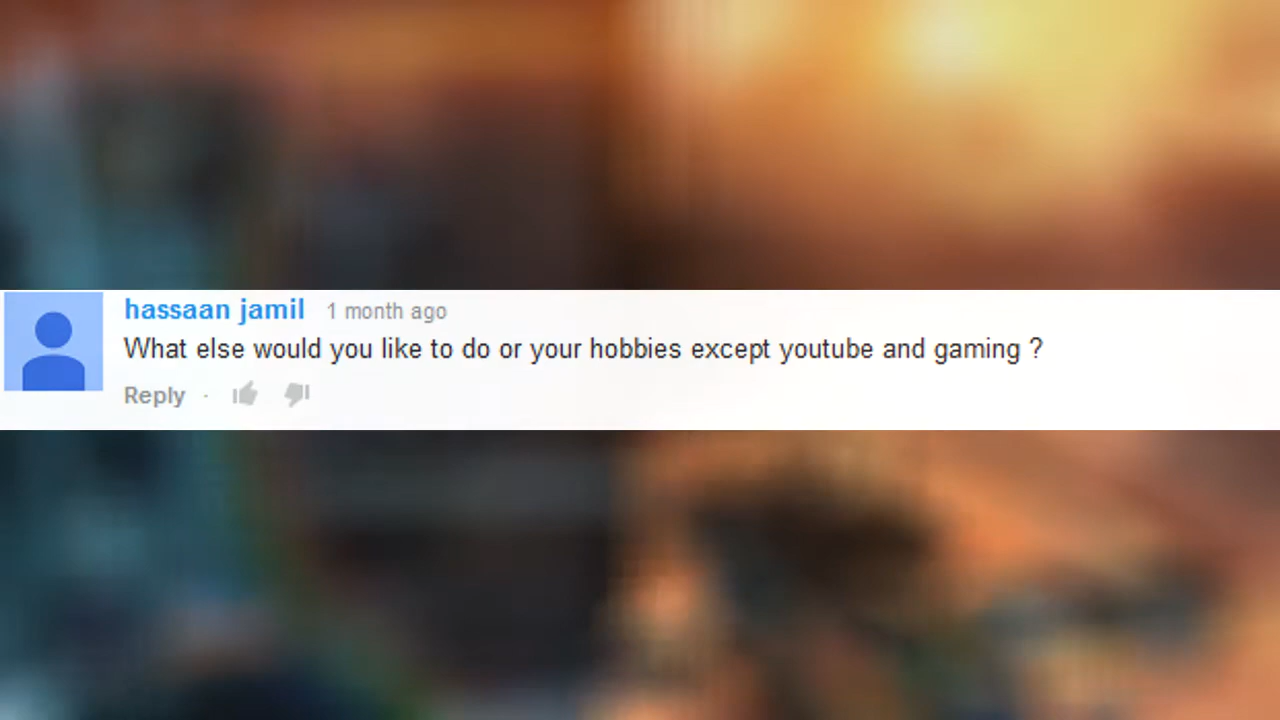 hassaan jamil 1 month ago
What else would you like to do or your hobbies except youtube and gaming ?
Reply ·